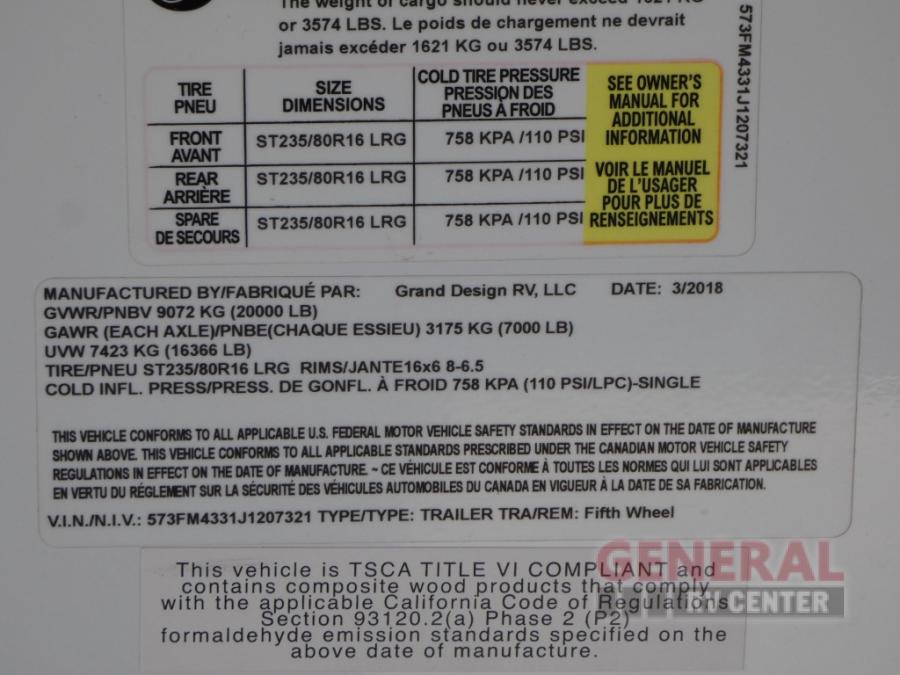 The weight of cargo should never exceed 1621 KG
or 3574 LBS. Le poids de chargement ne devrait
jamais excéder 1621 KG ou 3574 LBS.
573FM4331J1207321
TIRE PNEU SIZE DIMENSIONS COLD TIRE PRESSURE PRESSION DES PNEUS À FROID
FRONT AVANT ST235/80R16 LRG 758 KPA /110 PSI
REAR ARRIÈRE ST235/80R16 LRG 758 KPA /110 PSI
SPARE DE SECOURS ST235/80R16 LRG 758 KPA /110 PSI
SEE OWNER'S
MANUAL FOR
ADDITIONAL
INFORMATION
VOIR LE MANUEL
DE L'USAGER
POUR PLUS DE
RENSEIGNEMENTS
MANUFACTURED BY/FABRIQUÉ PAR: Grand Design RV, LLC DATE: 3/2018
GVWR/PNBV 9072 KG (20000 LB)
GAWR (EACH AXLE)/PNBE(CHAQUE ESSIEU) 3175 KG (7000 LB)
UVW 7423 KG (16366 LB)
TIRE/PNEU ST235/80R16 LRG RIMS/JANTE16x6 8-6.5
COLD INFL. PRESS/PRESS. DE GONFL. À FROID 758 KPA (110 PSI/LPC)-SINGLE
THIS VEHICLE CONFORMS TO ALL APPLICABLE U.S. FEDERAL MOTOR VEHICLE SAFETY STANDARDS IN EFFECT ON THE DATE OF MANUFACTURE
SHOWN ABOVE. THIS VEHICLE CONFORMS TO ALL APPLICABLE STANDARDS PRESCRIBED UNDER THE CANADIAN MOTOR VEHICLE SAFETY
REGULATIONS IN EFFECT ON THE DATE OF MANUFACTURE. ~ CE VÉHICULE EST CONFORME À TOUTES LES NORMES QUI LUI SONT APPLICABLES
EN VERTU DU RÉGLEMENT SUR LA SÉCURITÉ DES VÉHICULES AUTOMOBILES DU CANADA EN VIGUEUR À LA DATE DE SA FABRICATION.
V.I.N./N.I.V.: 573FM4331J1207321 TYPE/TYPE: TRAILER TRA/REM: Fifth Wheel
This vehicle is TSCA TITLE VI COMPLIANT and
contains composite wood products that comply
with the applicable California Code of Regulations
Section 93120.2(a) Phase 2 (P2)
formaldehyde emission standards specified on the
above date of manufacture.
GENERAL
RV CENTER